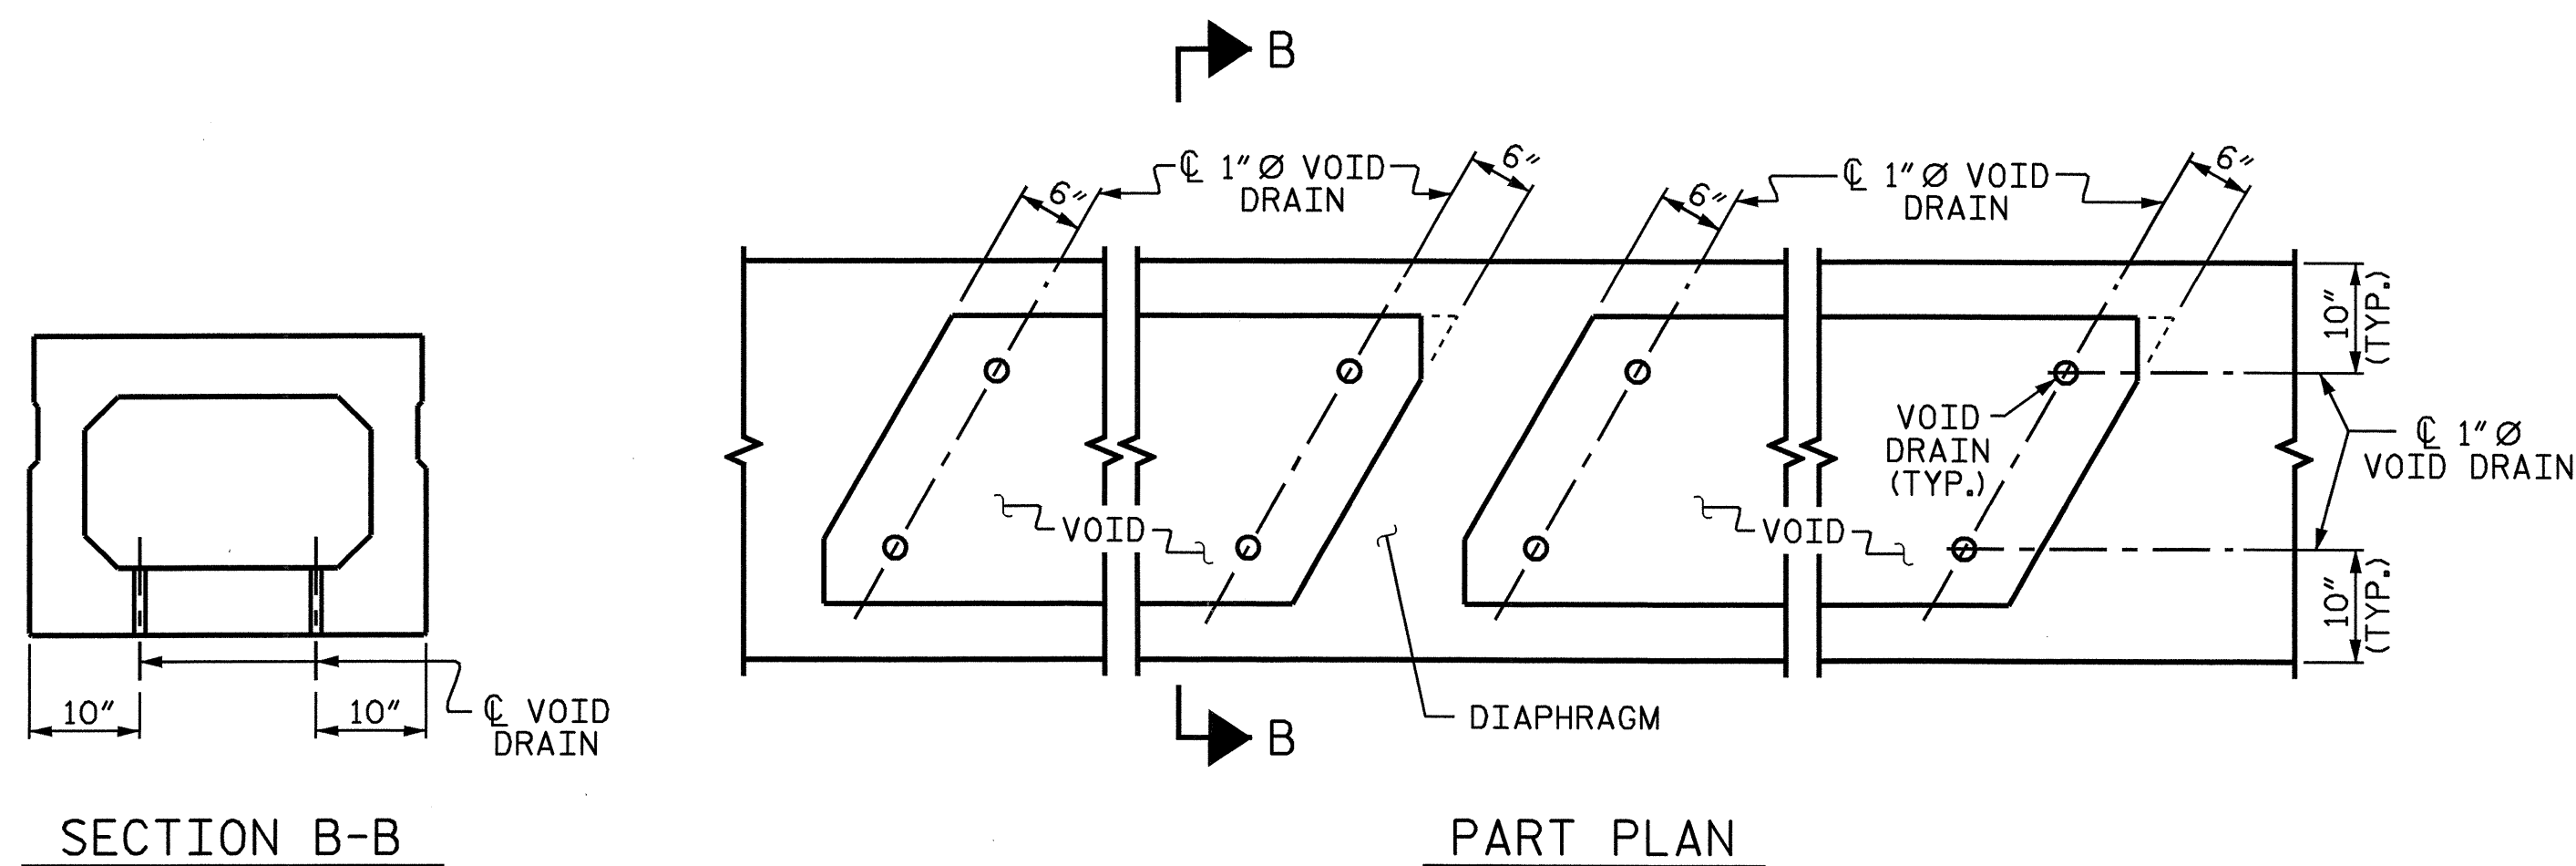 B
6"
℄ 1" Ø VOID
DRAIN
6"
6"
℄ 1" Ø VOID
DRAIN
6"
10"
(TYP.)
VOID
DRAIN
(TYP.)
℄ 1" Ø
VOID DRAIN
VOID
VOID
10"
(TYP.)
10"
10"
℄ VOID
DRAIN
DIAPHRAGM
B
SECTION B-B
PART PLAN